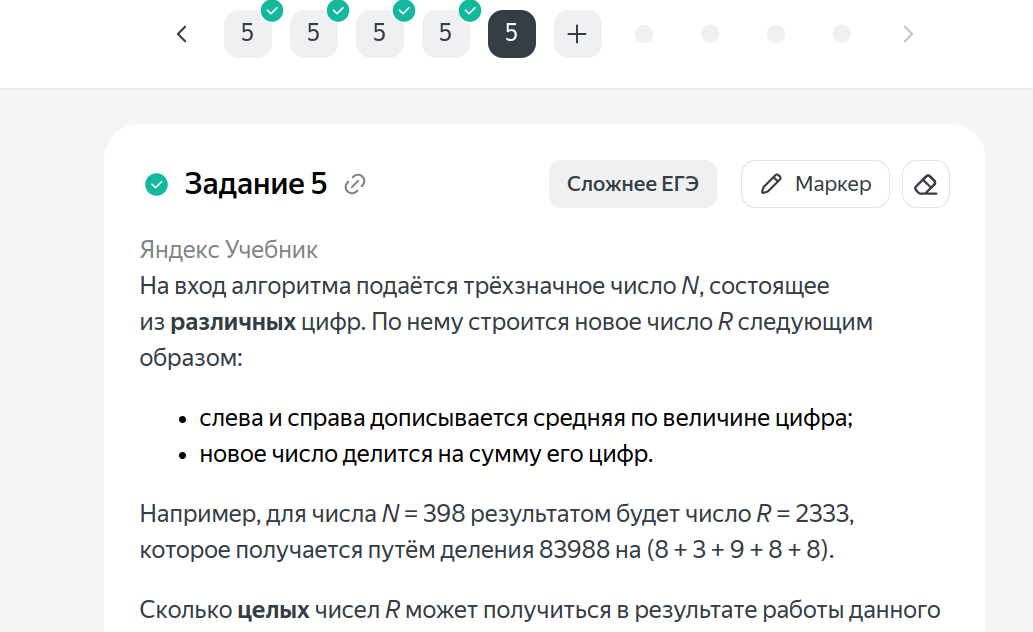 5 5 5 5 5 +
Задание 5
Сложнее ЕГЭ
Маркер
Яндекс Учебник
На вход алгоритма подаётся трёхзначное число N, состоящее
из различных цифр. По нему строится новое число R следующим
образом:
• слева и справа дописывается средняя по величине цифра;
• новое число делится на сумму его цифр.
Например, для числа N = 398 результатом будет число R = 2333,
которое получается путём деления 83988 на (8 + 3 + 9 + 8 + 8).
Сколько целых чисел R может получиться в результате работы данного